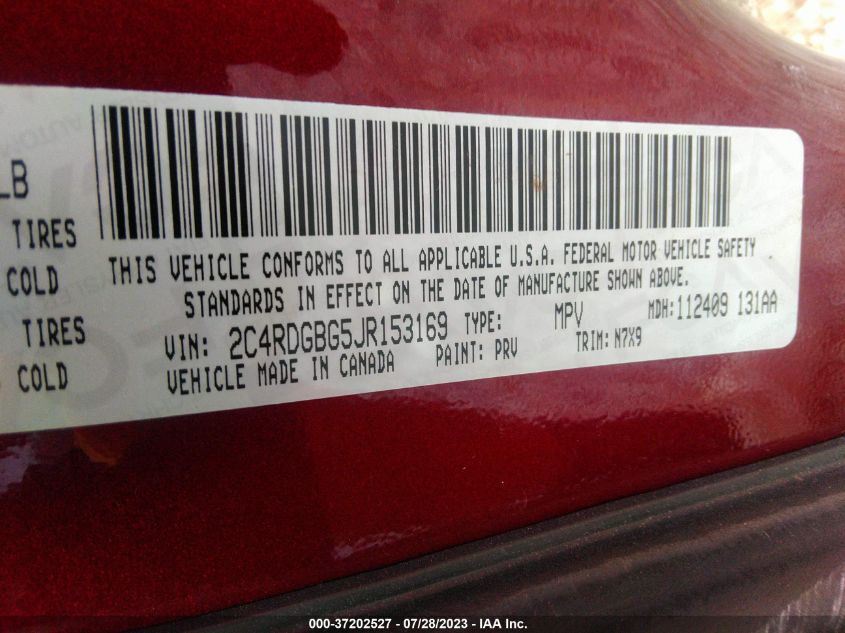 LB
TIRES
COLD
TIRES
COLD
THIS VEHICLE CONFORMS TO ALL APPLICABLE U.S.A. FEDERAL MOTOR VEHICLE SAFETY
STANDARDS IN EFFECT ON THE DATE OF MANUFACTURE SHOWN ABOVE.
VIN: 2C4RDGBG5JR153169 TYPE: MPV MDH: 112409 131AA
VEHICLE MADE IN CANADA PAINT: PRV TRIM: N7X9
000-37202527 / 07/28/2023 - IAA Inc.